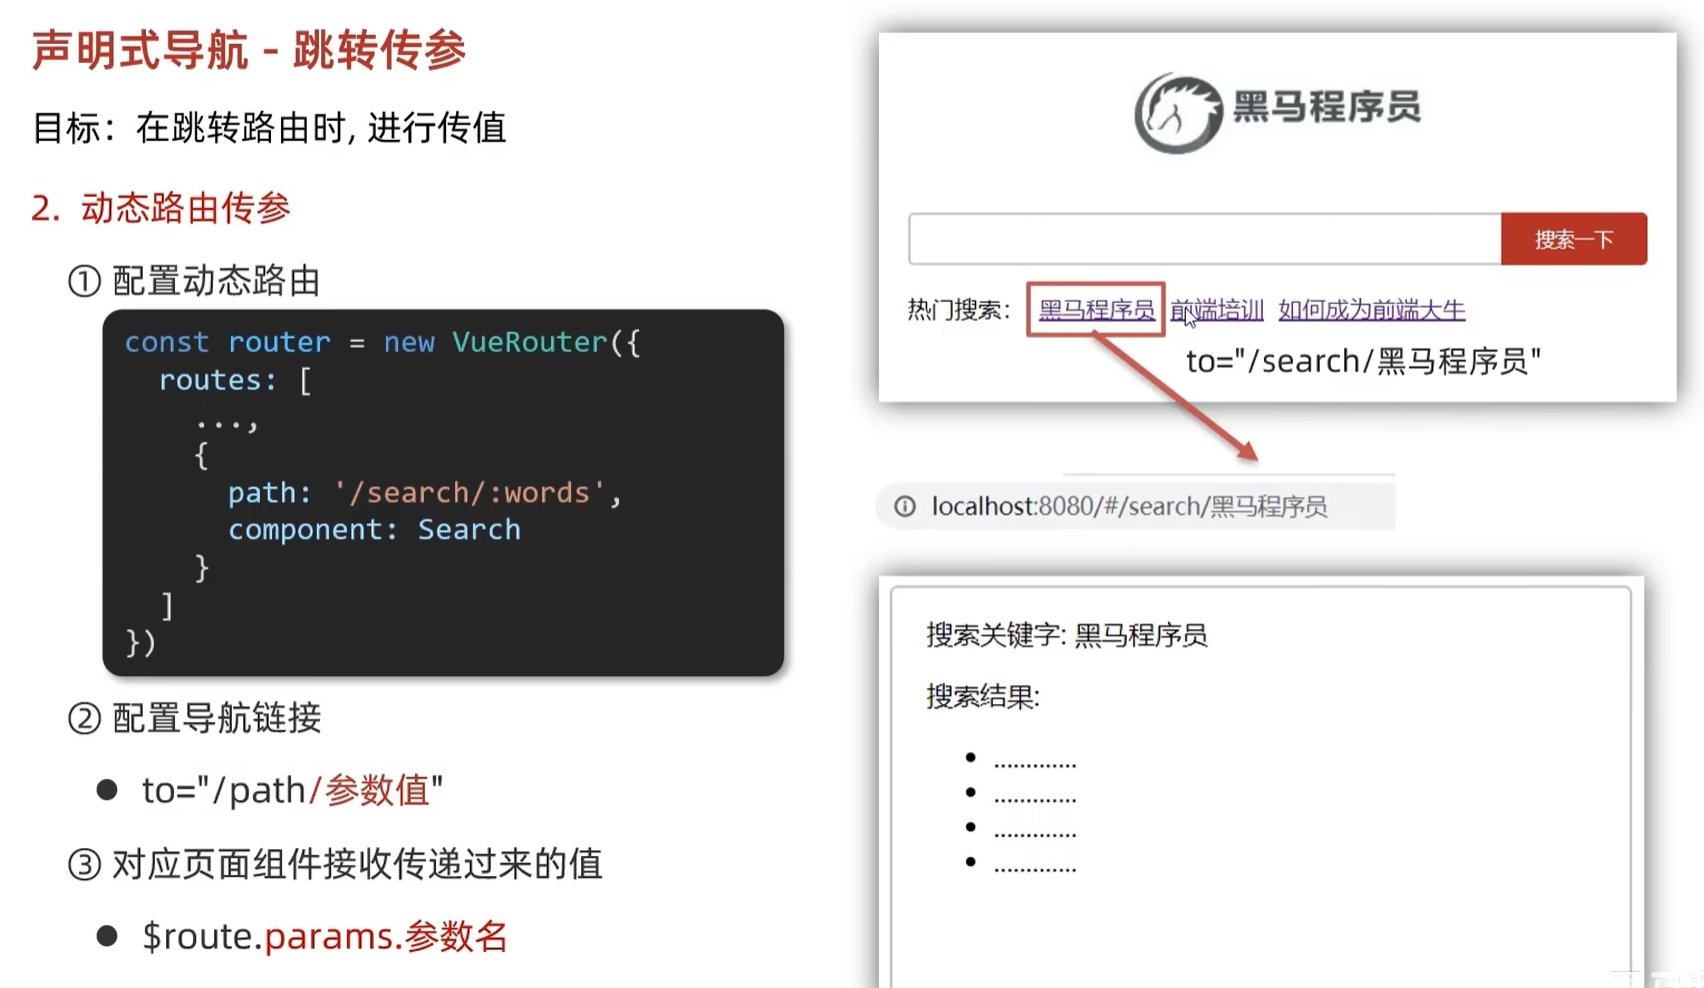 声明式导航 - 跳转传参
目标：在跳转路由时, 进行传值
2. 动态路由传参
① 配置动态路由
const router = new VueRouter({
  routes: [
    ...,
    {
      path: '/search/:words',
      component: Search
    }
  ]
})
② 配置导航链接
● to="/path/参数值"
③ 对应页面组件接收传递过来的值
● $route.params.参数名
黑马程序员
搜索一下
热门搜索： 黑马程序员 前端培训 如何成为前端大牛
to="/search/黑马程序员"
localhost:8080/#/search/黑马程序员
搜索关键字: 黑马程序员
搜索结果:
● .............
● .............
● .............
● .............